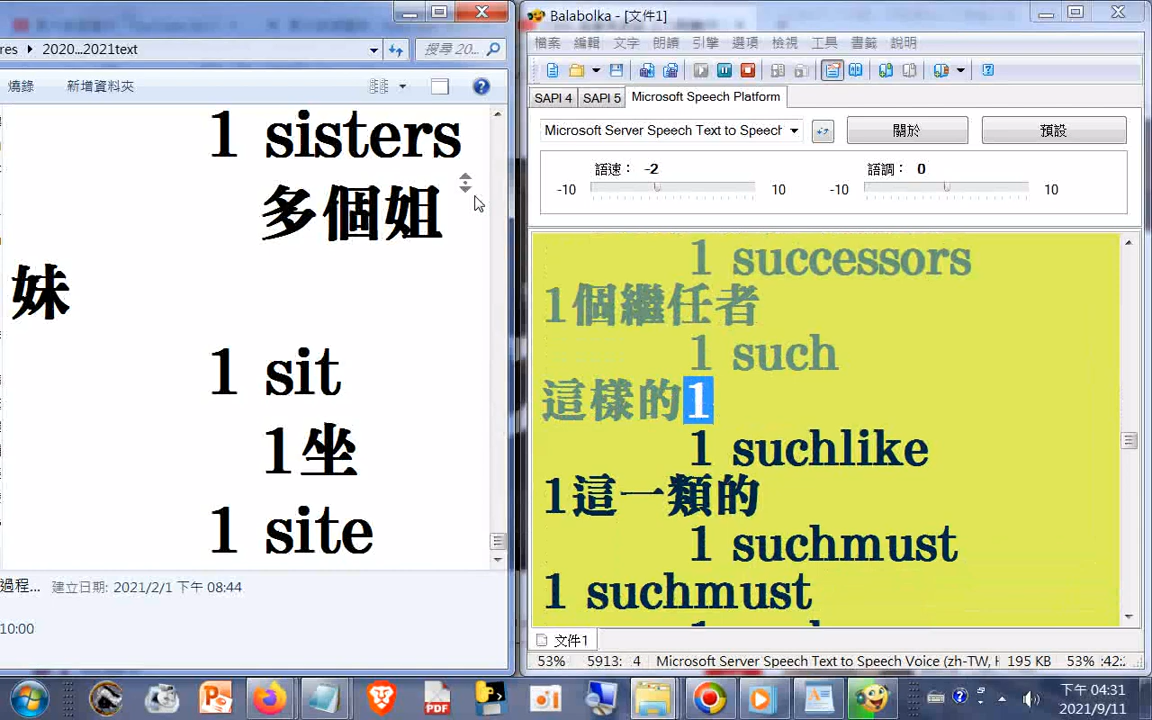 res ▸ 2020...2021text
搜尋 20...
燒錄 新增資料夾
1 sisters
多個姐
妹
1 sit
1坐
1 site
過程... 建立日期: 2021/2/1 下午 08:44
10:00
Balabolka - [文件1]
檔案 編輯 文字 朗讀 引擎 選項 檢視 工具 書籤 說明
SAPI 4 SAPI 5 Microsoft Speech Platform
Microsoft Server Speech Text to Speech 關於 預設
語速： -2 語調： 0
-10 10 -10 10
1 successors
1個繼任者
1 such
這樣的1
1 suchlike
1這一類的
1 suchmust
1 suchmust
文件1
53% 5913: 4 Microsoft Server Speech Text to Speech Voice (zh-TW, 195 KB 53% :42:
PDF
下午 04:31
2021/9/11